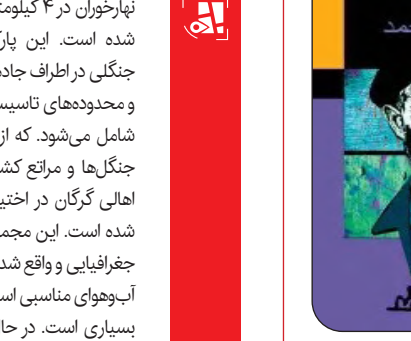 نهارخوران در ۴ کیلومت
شده است. این پار
جنگلی در اطراف جاد
و محدوده‌های تاسیس
شامل می‌شود. که از
جنگل‌ها و مراتع کش
اهالی گرگان در اختی
شده است. این مجم
جغرافیایی و واقع شد
آب‌وهوای مناسبی اس
بسیاری است. در حا
حمد